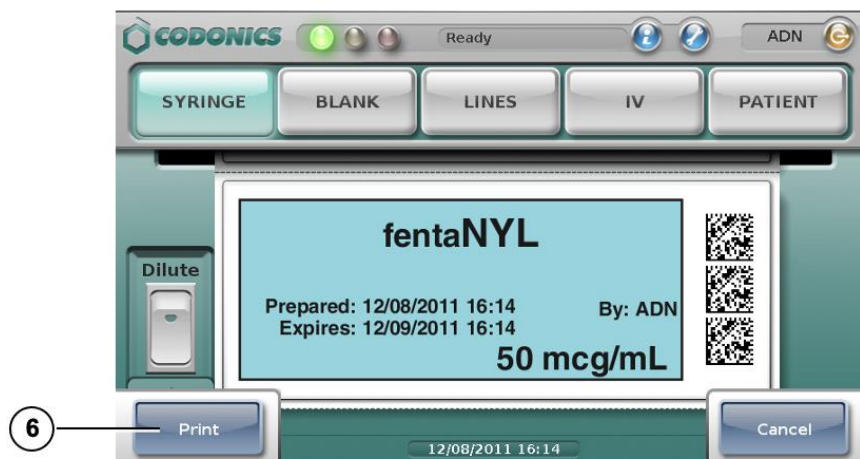 CODONICS Ready ADN
SYRINGE BLANK LINES IV PATIENT
fentaNYL
Dilute
Prepared: 12/08/2011 16:14 By: ADN
Expires: 12/09/2011 16:14
50 mcg/mL
6 Print Cancel
12/08/2011 16:14